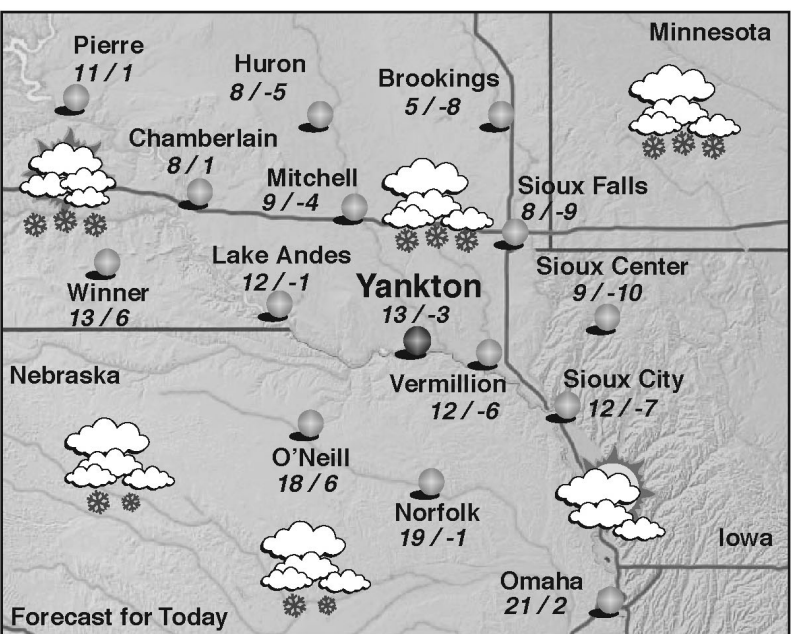 Minnesota
Pierre
11 / 1
Huron
8 / -5
Brookings
5 / -8
Chamberlain
8 / 1
Mitchell
9 / -4
Sioux Falls
8 / -9
Lake Andes
12 / -1
Yankton
13 / -3
Sioux Center
9 / -10
Winner
13 / 6
Nebraska
Vermillion
12 / -6
Sioux City
12 / -7
O'Neill
18 / 6
Norfolk
19 / -1
Iowa
Omaha
21 / 2
Forecast for Today